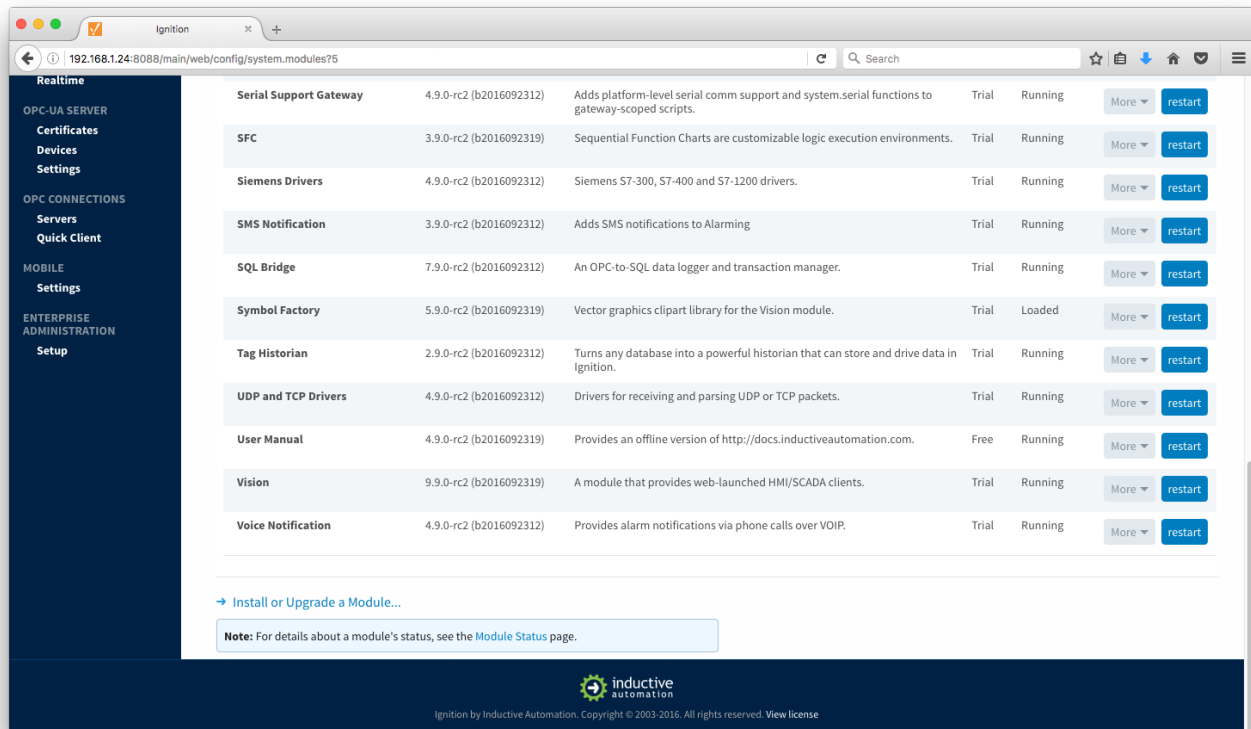 Ignition
192.168.1.24:8088/main/web/config/system.modules?5
Search
Realtime
OPC-UA SERVER
Certificates
Devices
Settings
OPC CONNECTIONS
Servers
Quick Client
MOBILE
Settings
ENTERPRISE
ADMINISTRATION
Setup
Serial Support Gateway 4.9.0-rc2 (b2016092312) Adds platform-level serial comm support and system.serial functions to Trial Running More restart
gateway-scoped scripts.
SFC 3.9.0-rc2 (b2016092319) Sequential Function Charts are customizable logic execution environments. Trial Running More restart
Siemens Drivers 4.9.0-rc2 (b2016092312) Siemens S7-300, S7-400 and S7-1200 drivers. Trial Running More restart
SMS Notification 3.9.0-rc2 (b2016092312) Adds SMS notifications to Alarming Trial Running More restart
SQL Bridge 7.9.0-rc2 (b2016092312) An OPC-to-SQL data logger and transaction manager. Trial Running More restart
Symbol Factory 5.9.0-rc2 (b2016092319) Vector graphics clipart library for the Vision module. Trial Loaded More restart
Tag Historian 2.9.0-rc2 (b2016092312) Turns any database into a powerful historian that can store and drive data in Trial Running More restart
Ignition.
UDP and TCP Drivers 4.9.0-rc2 (b2016092312) Drivers for receiving and parsing UDP or TCP packets. Trial Running More restart
User Manual 4.9.0-rc2 (b2016092319) Provides an offline version of http://docs.inductiveautomation.com. Free Running More restart
Vision 9.9.0-rc2 (b2016092319) A module that provides web-launched HMI/SCADA clients. Trial Running More restart
Voice Notification 4.9.0-rc2 (b2016092312) Provides alarm notifications via phone calls over VOIP. Trial Running More restart
Install or Upgrade a Module...
Note: For details about a module's status, see the Module Status page.
inductive
automation
Ignition by Inductive Automation. Copyright © 2003-2016. All rights reserved. View license